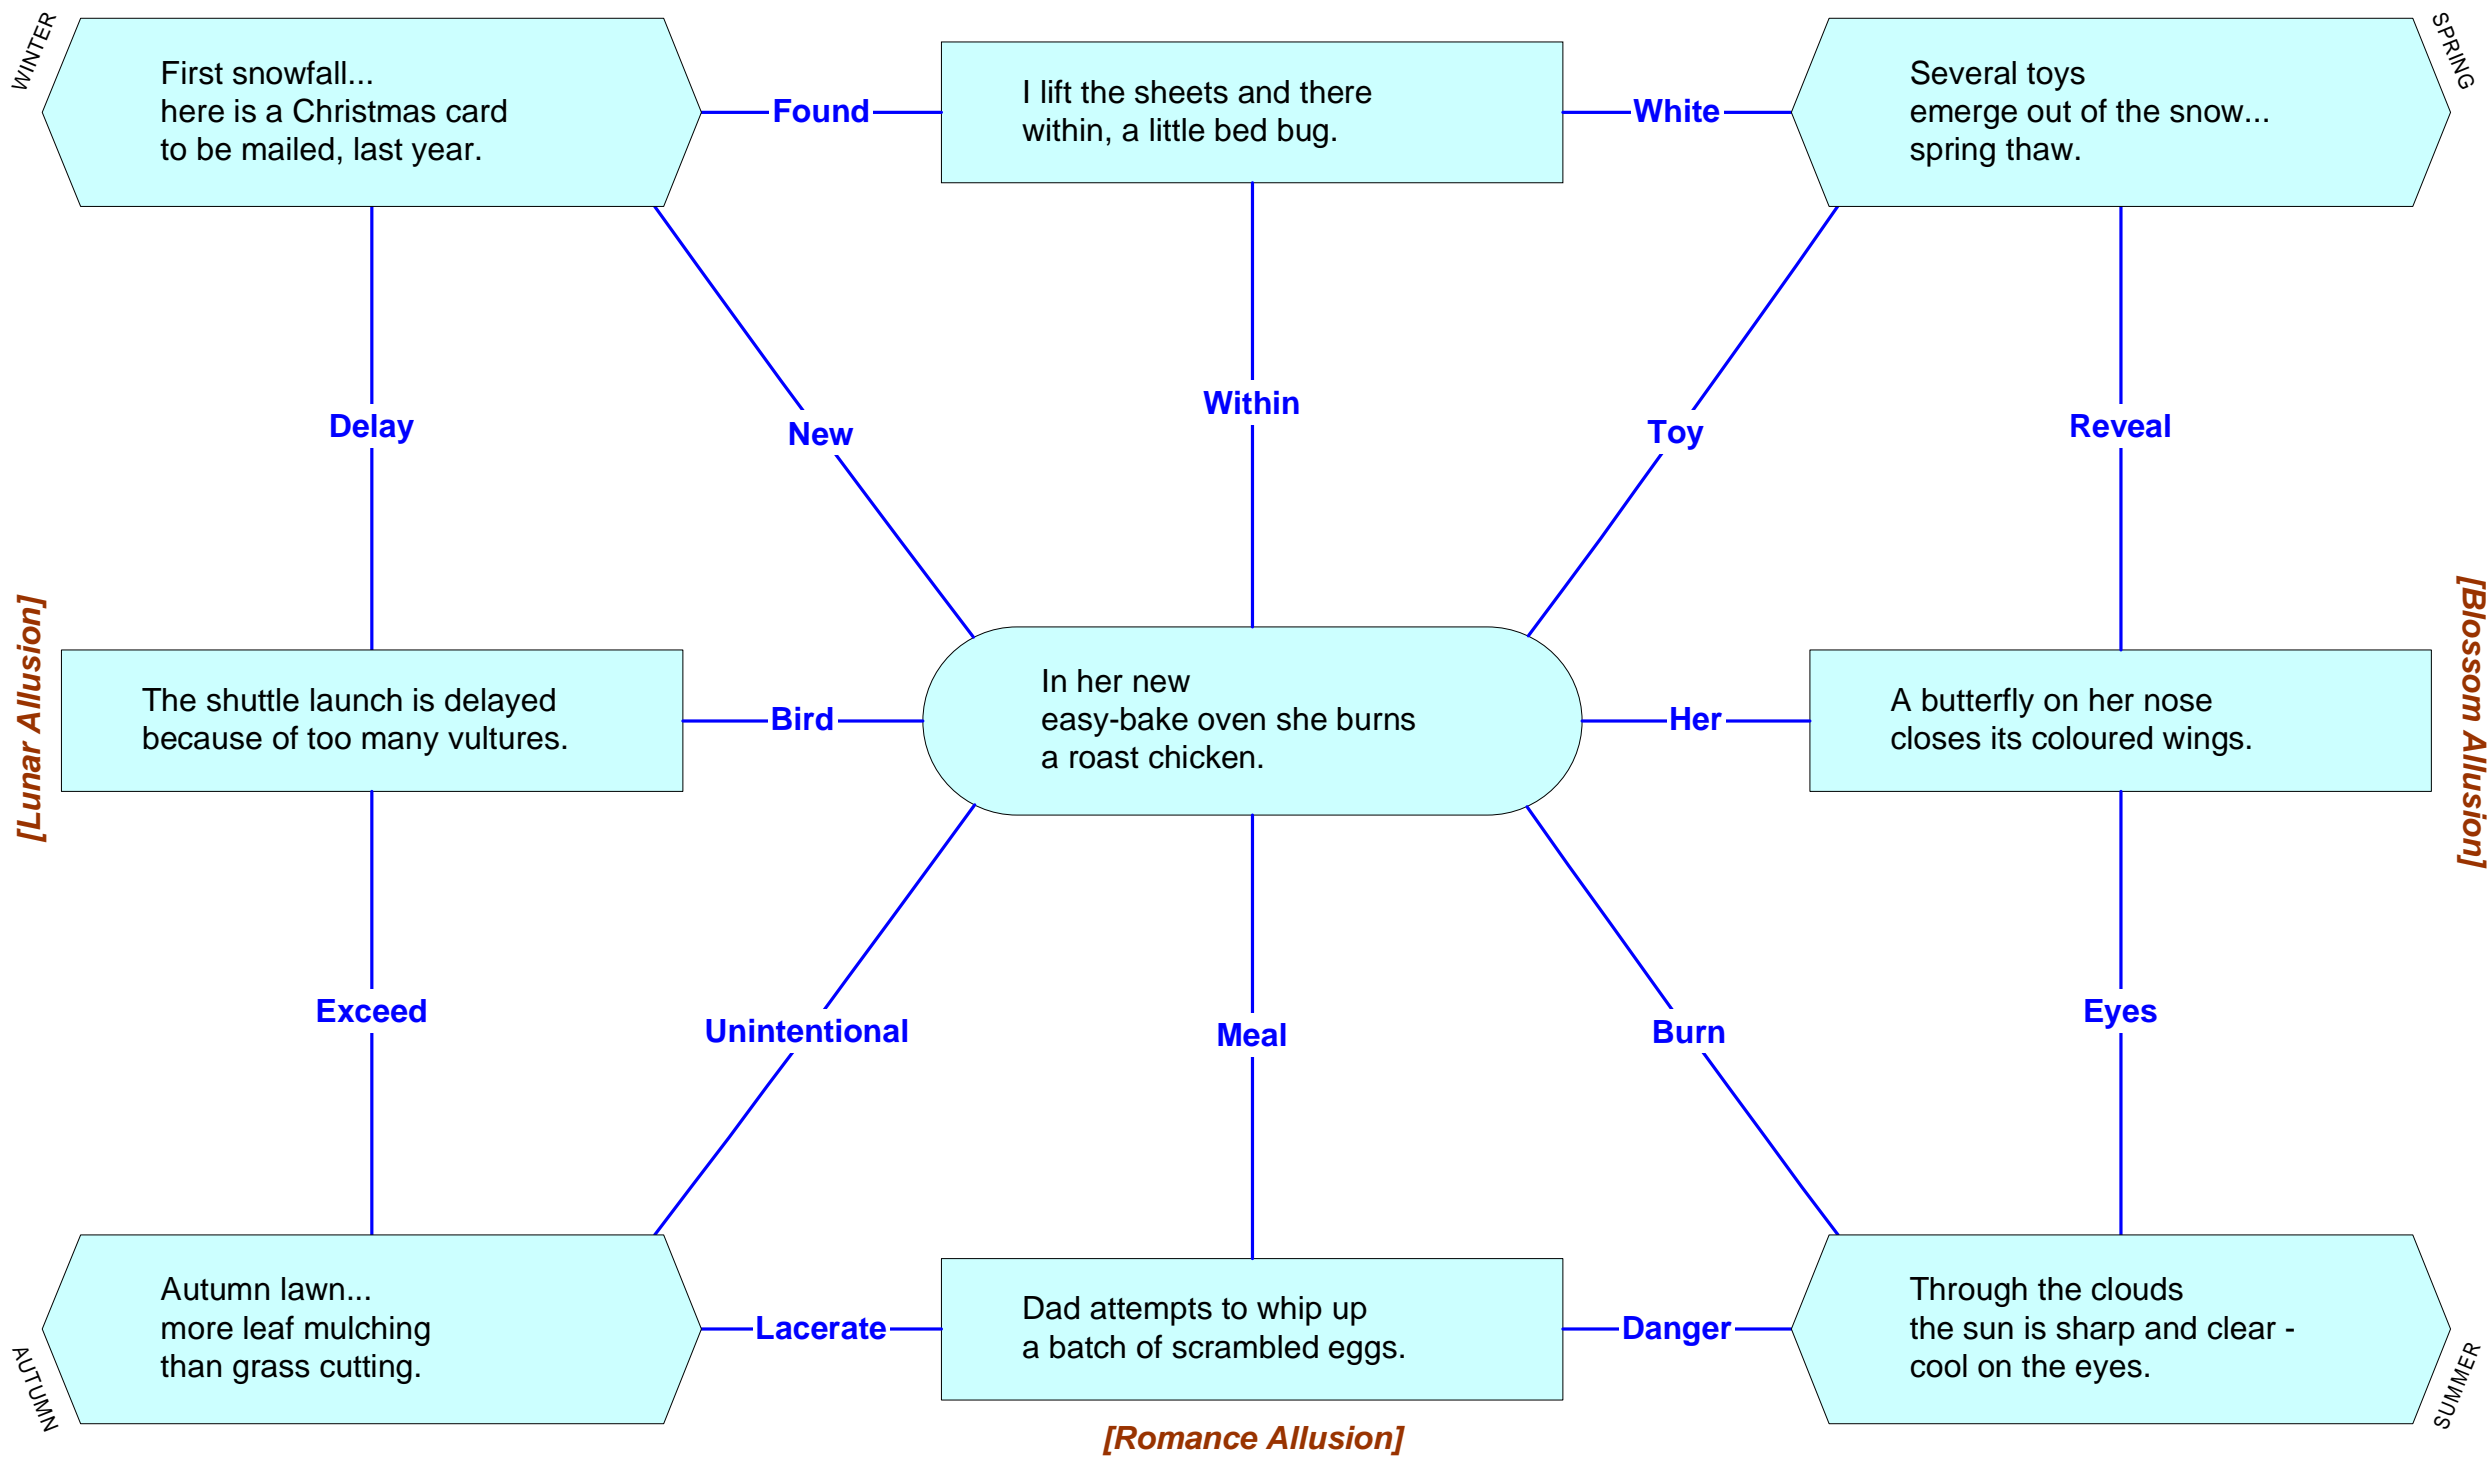 WINTER
First snowfall...
here is a Christmas card
to be mailed, last year.
Found
I lift the sheets and there
within, a little bed bug.
White
Several toys
emerge out of the snow...
spring thaw.
SPRING
Delay
New
Within
Toy
Reveal
[Lunar Allusion]
The shuttle launch is delayed
because of too many vultures.
Bird
In her new
easy-bake oven she burns
a roast chicken.
Her
A butterfly on her nose
closes its coloured wings.
[Blossom Allusion]
Exceed
Unintentional
Meal
Burn
Eyes
AUTUMN
Autumn lawn...
more leaf mulching
than grass cutting.
Lacerate
Dad attempts to whip up
a batch of scrambled eggs.
Danger
Through the clouds
the sun is sharp and clear -
cool on the eyes.
SUMMER
[Romance Allusion]